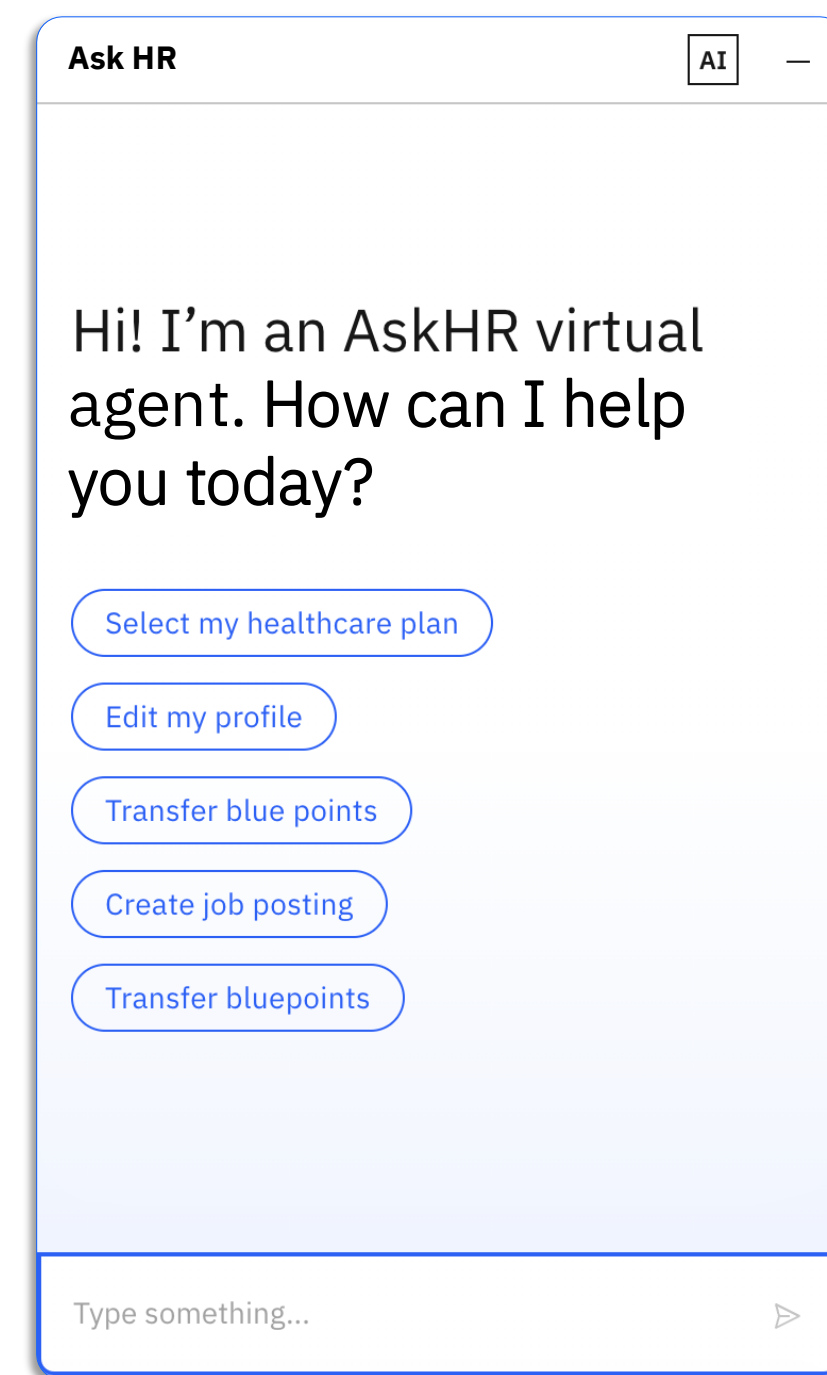 Ask HR
AI
Hi! I’m an AskHR virtual
agent. How can I help
you today?
Select my healthcare plan
Edit my profile
Transfer blue points
Create job posting
Transfer bluepoints
Type something...